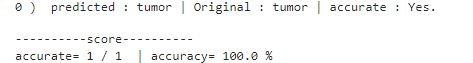 0 )  predicted : tumor | Original : tumor | accurate : Yes.
----------score----------
accurate= 1 / 1  | accuracy= 100.0 %